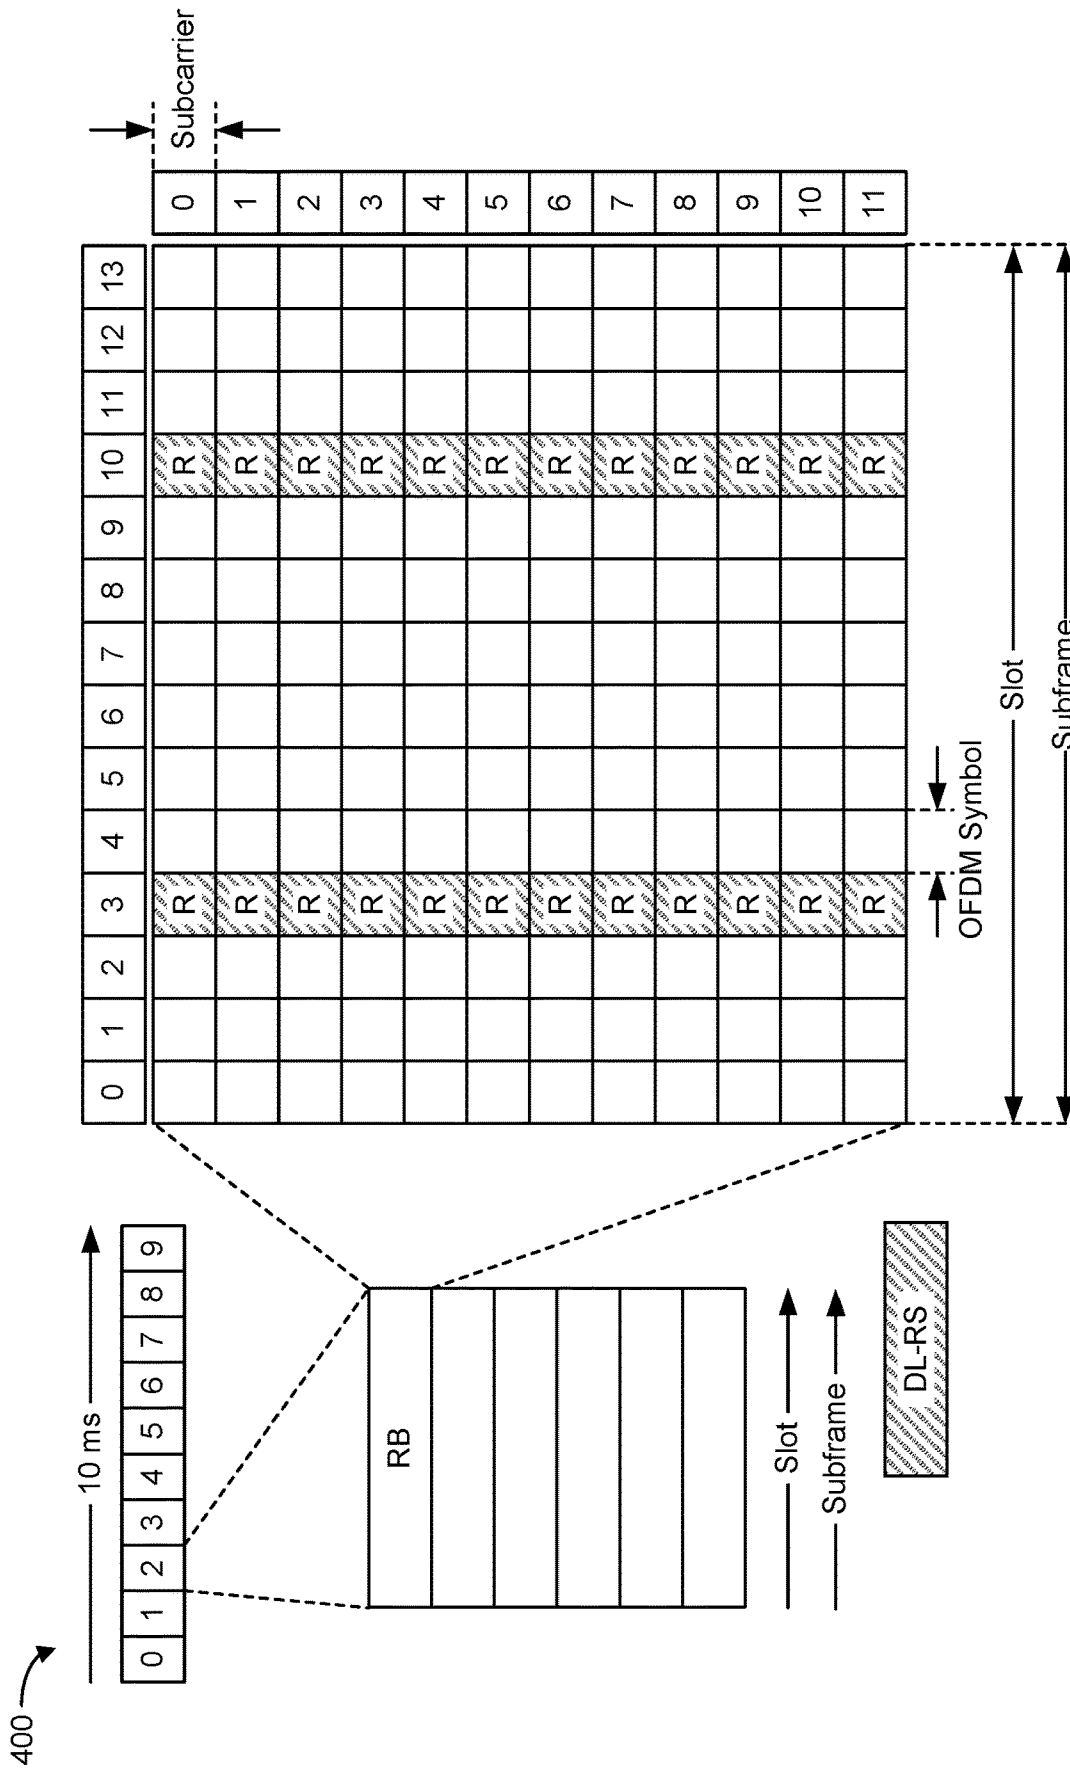 400
10 ms
0 1 2 3 4 5 6 7 8 9
RB
Slot
Subframe
DL-RS
0 1 2 3 4 5 6 7 8 9 10 11 12 13
Subcarrier
R R 0
R R 1
R R 2
R R 3
R R 4
R R 5
R R 6
R R 7
R R 8
R R 9
R R 10
R R 11
OFDM Symbol
Slot
Subframe